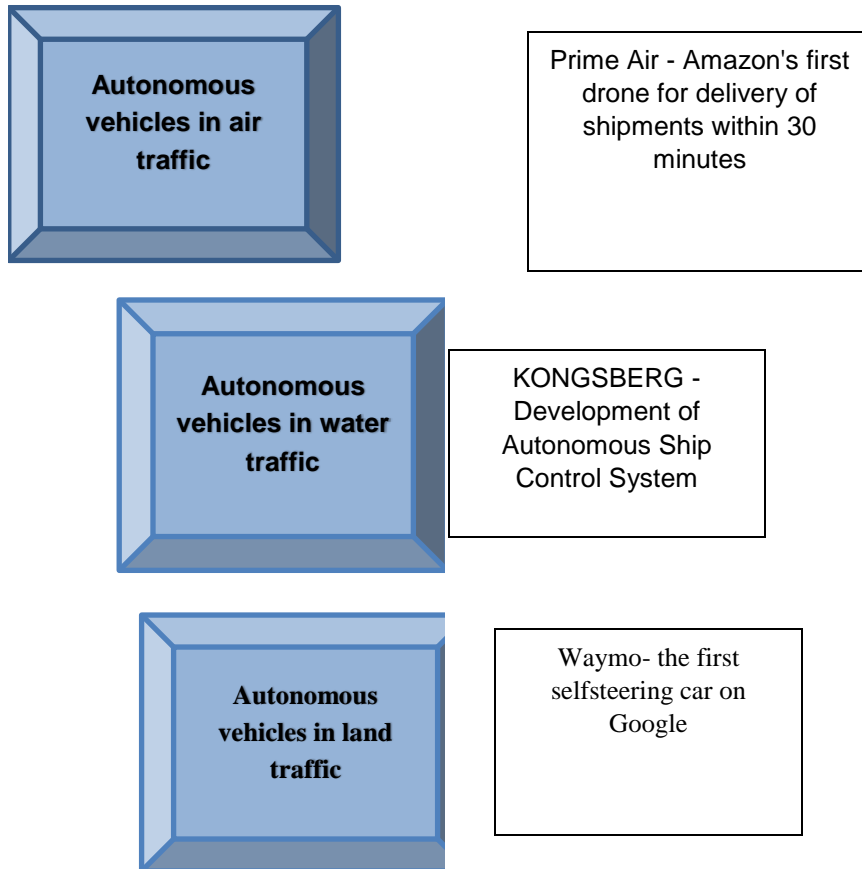 Autonomous
vehicles in air
traffic
Prime Air - Amazon's first
drone for delivery of
shipments within 30
minutes
Autonomous
vehicles in water
traffic
KONGSBERG -
Development of
Autonomous Ship
Control System
Autonomous
vehicles in land
traffic
Waymo- the first
selfsteering car on
Google